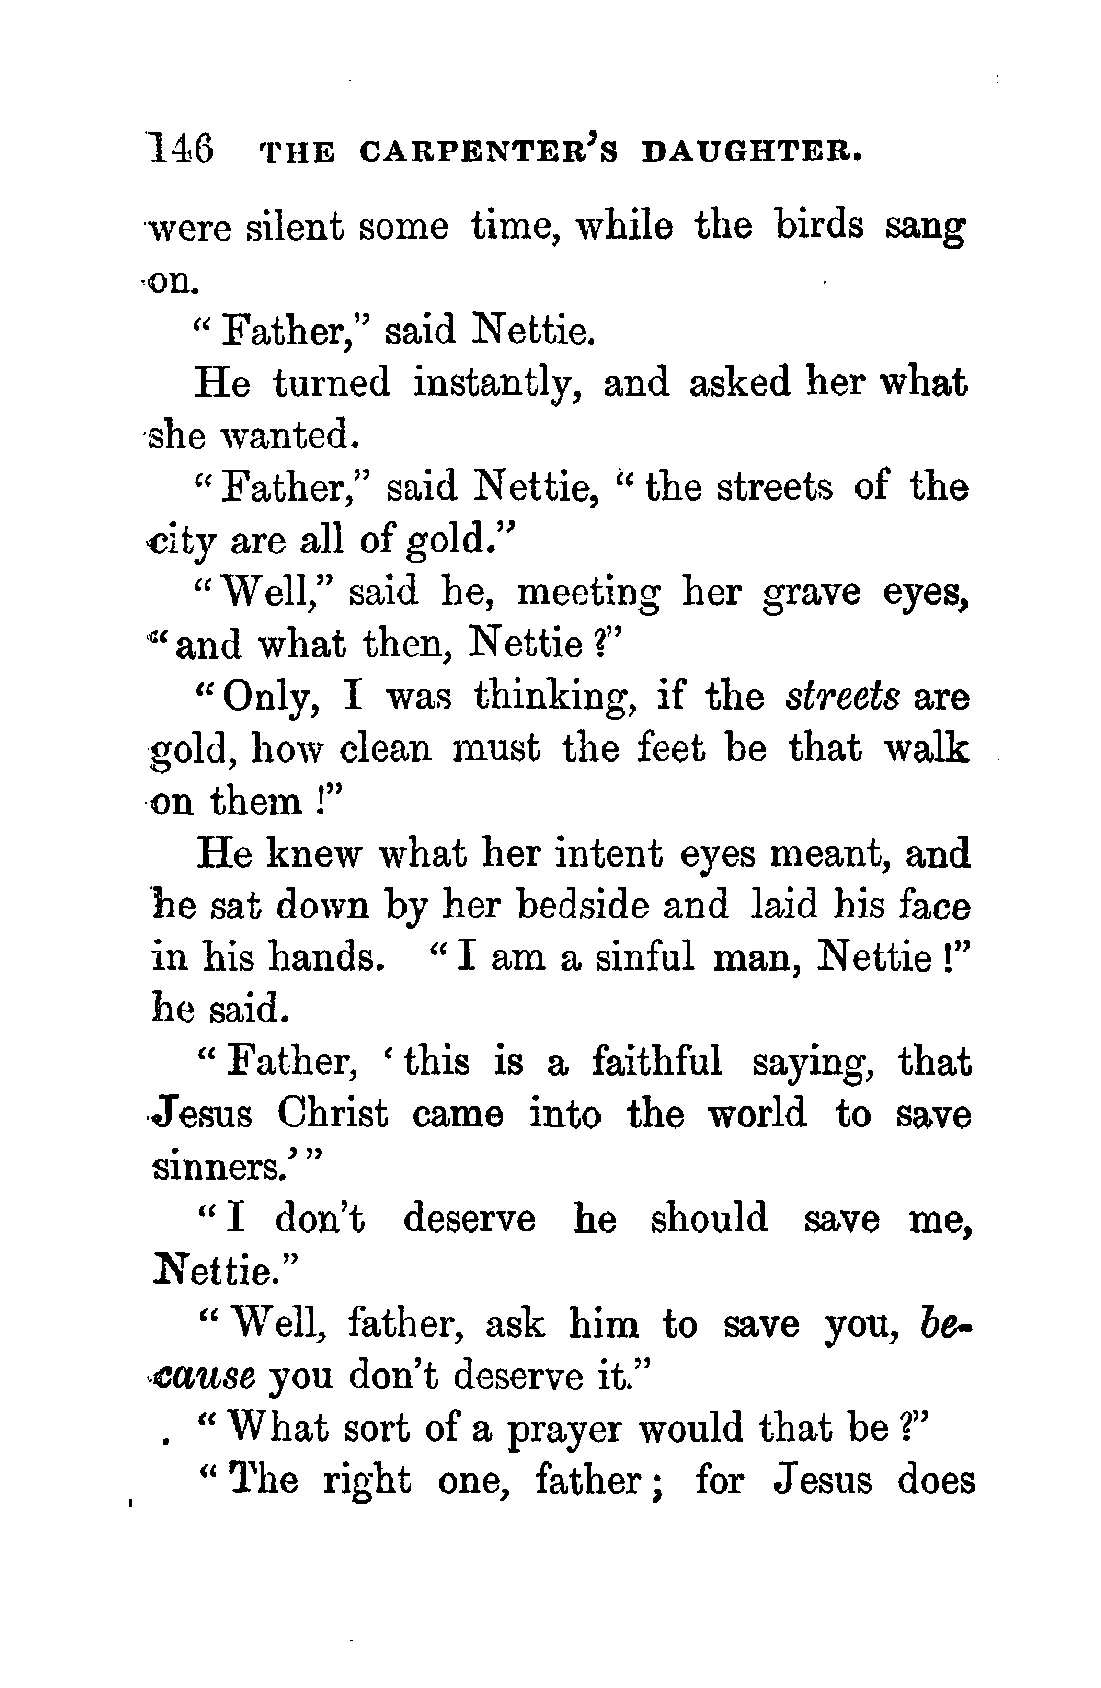 146 THE CARPENTER'S DAUGHTER.
were silent some time, while the birds sang
on.
"Father," said Nettie.
He turned instantly, and asked her what
she wanted.
"Father," said Nettie, "the streets of the
city are all of gold."
"Well," said he, meeting her grave eyes,
"and what then, Nettie?"
"Only, I was thinking, if the streets are
gold, how clean must the feet be that walk
on them!"
He knew what her intent eyes meant, and
he sat down by her bedside and laid his face
in his hands. "I am a sinful man, Nettie!"
he said.
"Father, 'this is a faithful saying, that
Jesus Christ came into the world to save
sinners.'"
"I don't deserve he should save me,
Nettie."
"Well, father, ask him to save you, be-
cause you don't deserve it."
"What sort of a prayer would that be?"
"The right one, father; for Jesus does